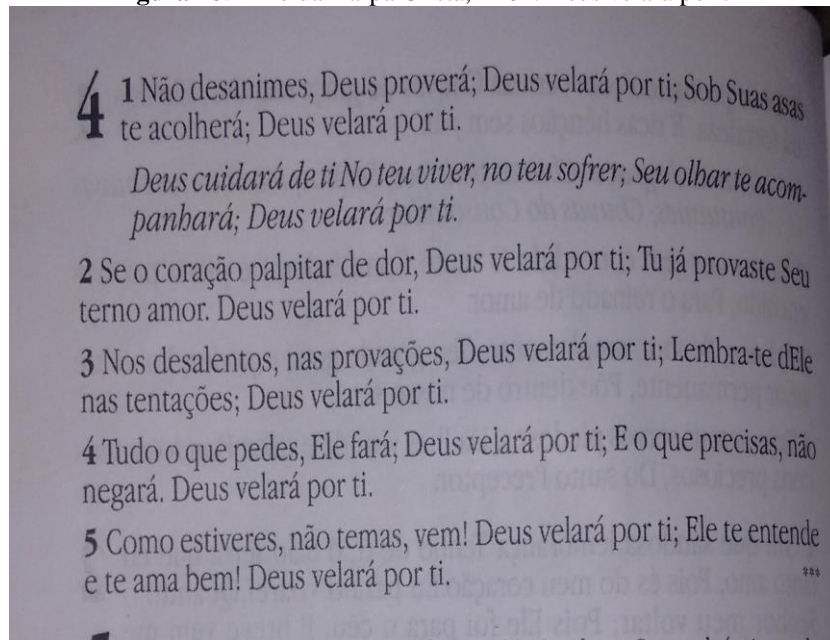 4 1 Não desanimes, Deus proverá; Deus velará por ti; Sob Suas asas
te acolherá; Deus velará por ti.
Deus cuidará de ti No teu viver, no teu sofrer; Seu olhar te acom-
panhará; Deus velará por ti.
2 Se o coração palpitar de dor, Deus velará por ti; Tu já provaste Seu
terno amor. Deus velará por ti.
3 Nos desalentos, nas provações, Deus velará por ti; Lembra-te dEle
nas tentações; Deus velará por ti.
4 Tudo o que pedes, Ele fará; Deus velará por ti; E o que precisas, não
negará. Deus velará por ti.
5 Como estiveres, não temas, vem! Deus velará por ti; Ele te entende
e te ama bem! Deus velará por ti.
***